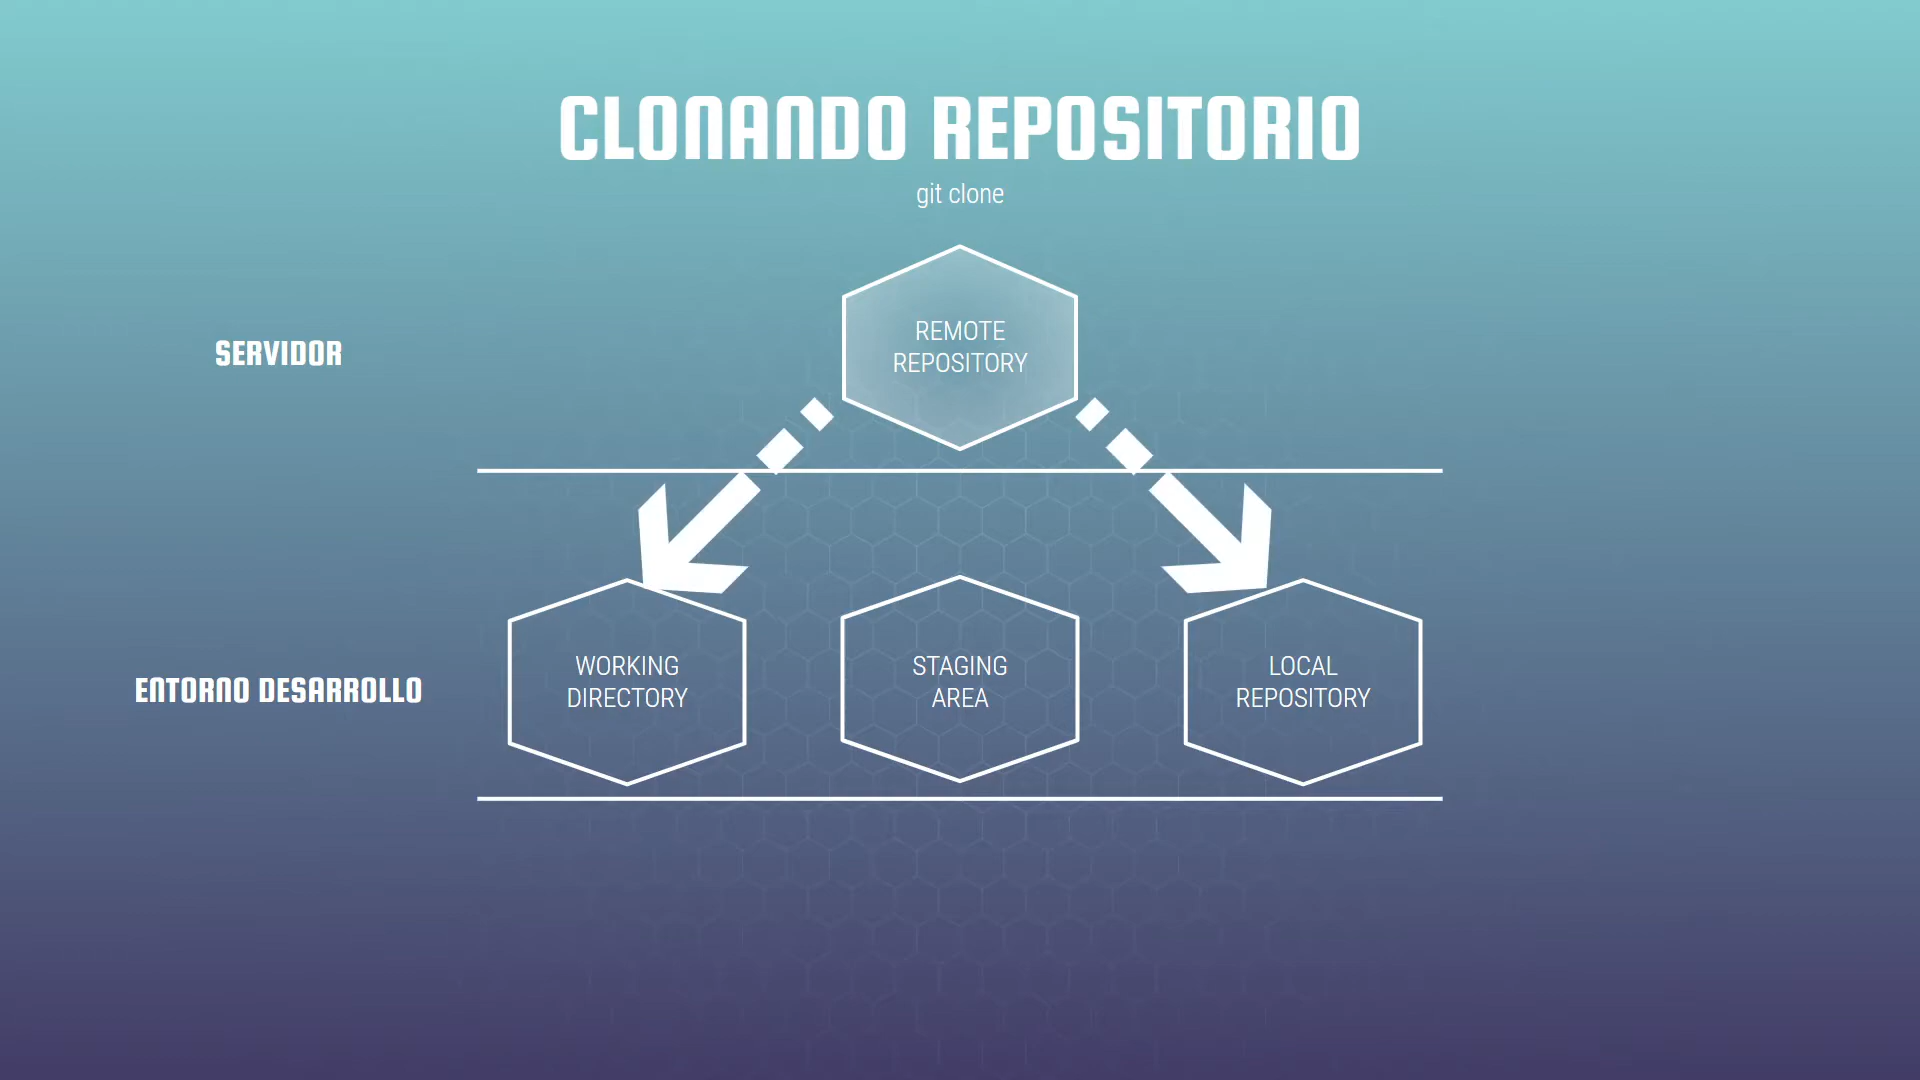 CLONANDO REPOSITORIO
git clone
SERVIDOR
REMOTE
REPOSITORY
ENTORNO DESARROLLO
WORKING
DIRECTORY
STAGING
AREA
LOCAL
REPOSITORY